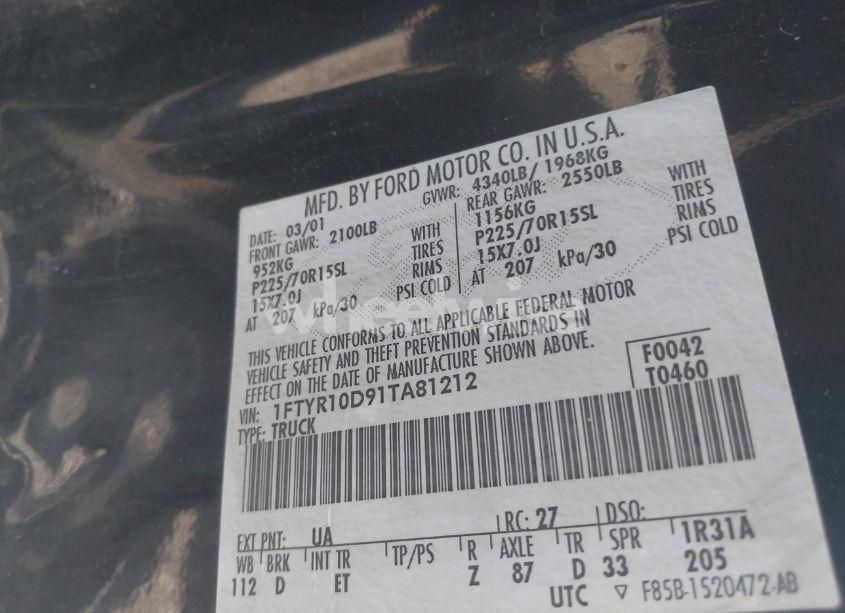 MFD. BY FORD MOTOR CO. IN U.S.A.
DATE: 03/01 GVWR: 4340LB/ 1968KG
FRONT GAWR: 2100LB REAR GAWR: 2550LB
952KG WITH 1156KG WITH
P225/70R15SL TIRES P225/70R15SL TIRES
15X7.0J RIMS 15X7.0J RIMS
AT 207 kPa/30 PSI COLD AT 207 kPa/30 PSI COLD
THIS VEHICLE CONFORMS TO ALL APPLICABLE FEDERAL MOTOR
VEHICLE SAFETY AND THEFT PREVENTION STANDARDS IN
EFFECT ON THE DATE OF MANUFACTURE SHOWN ABOVE.
F0042
VIN: 1FTYR10D91TA81212 T0460
TYPE: TRUCK
EXT PNT: UA RC: 27 DSO:
WB BRK INT TR TP/PS R AXLE TR SPR 1R31A
112 D ET Z 87 D 33 205
UTC ▽ F85B-1520472-AB